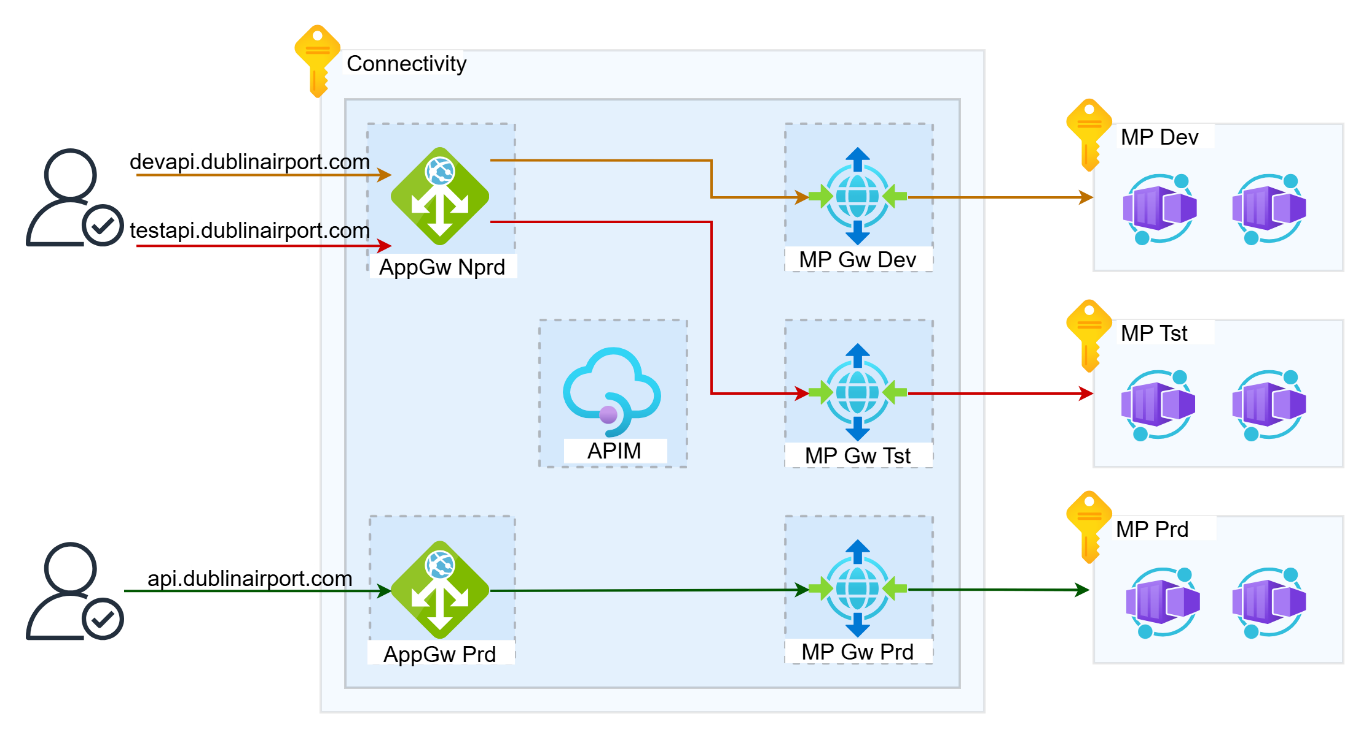 Connectivity
MP Dev
devapi.dublinairport.com
testapi.dublinairport.com
AppGw Nprd
MP Gw Dev
MP Tst
APIM
MP Gw Tst
MP Prd
api.dublinairport.com
AppGw Prd
MP Gw Prd